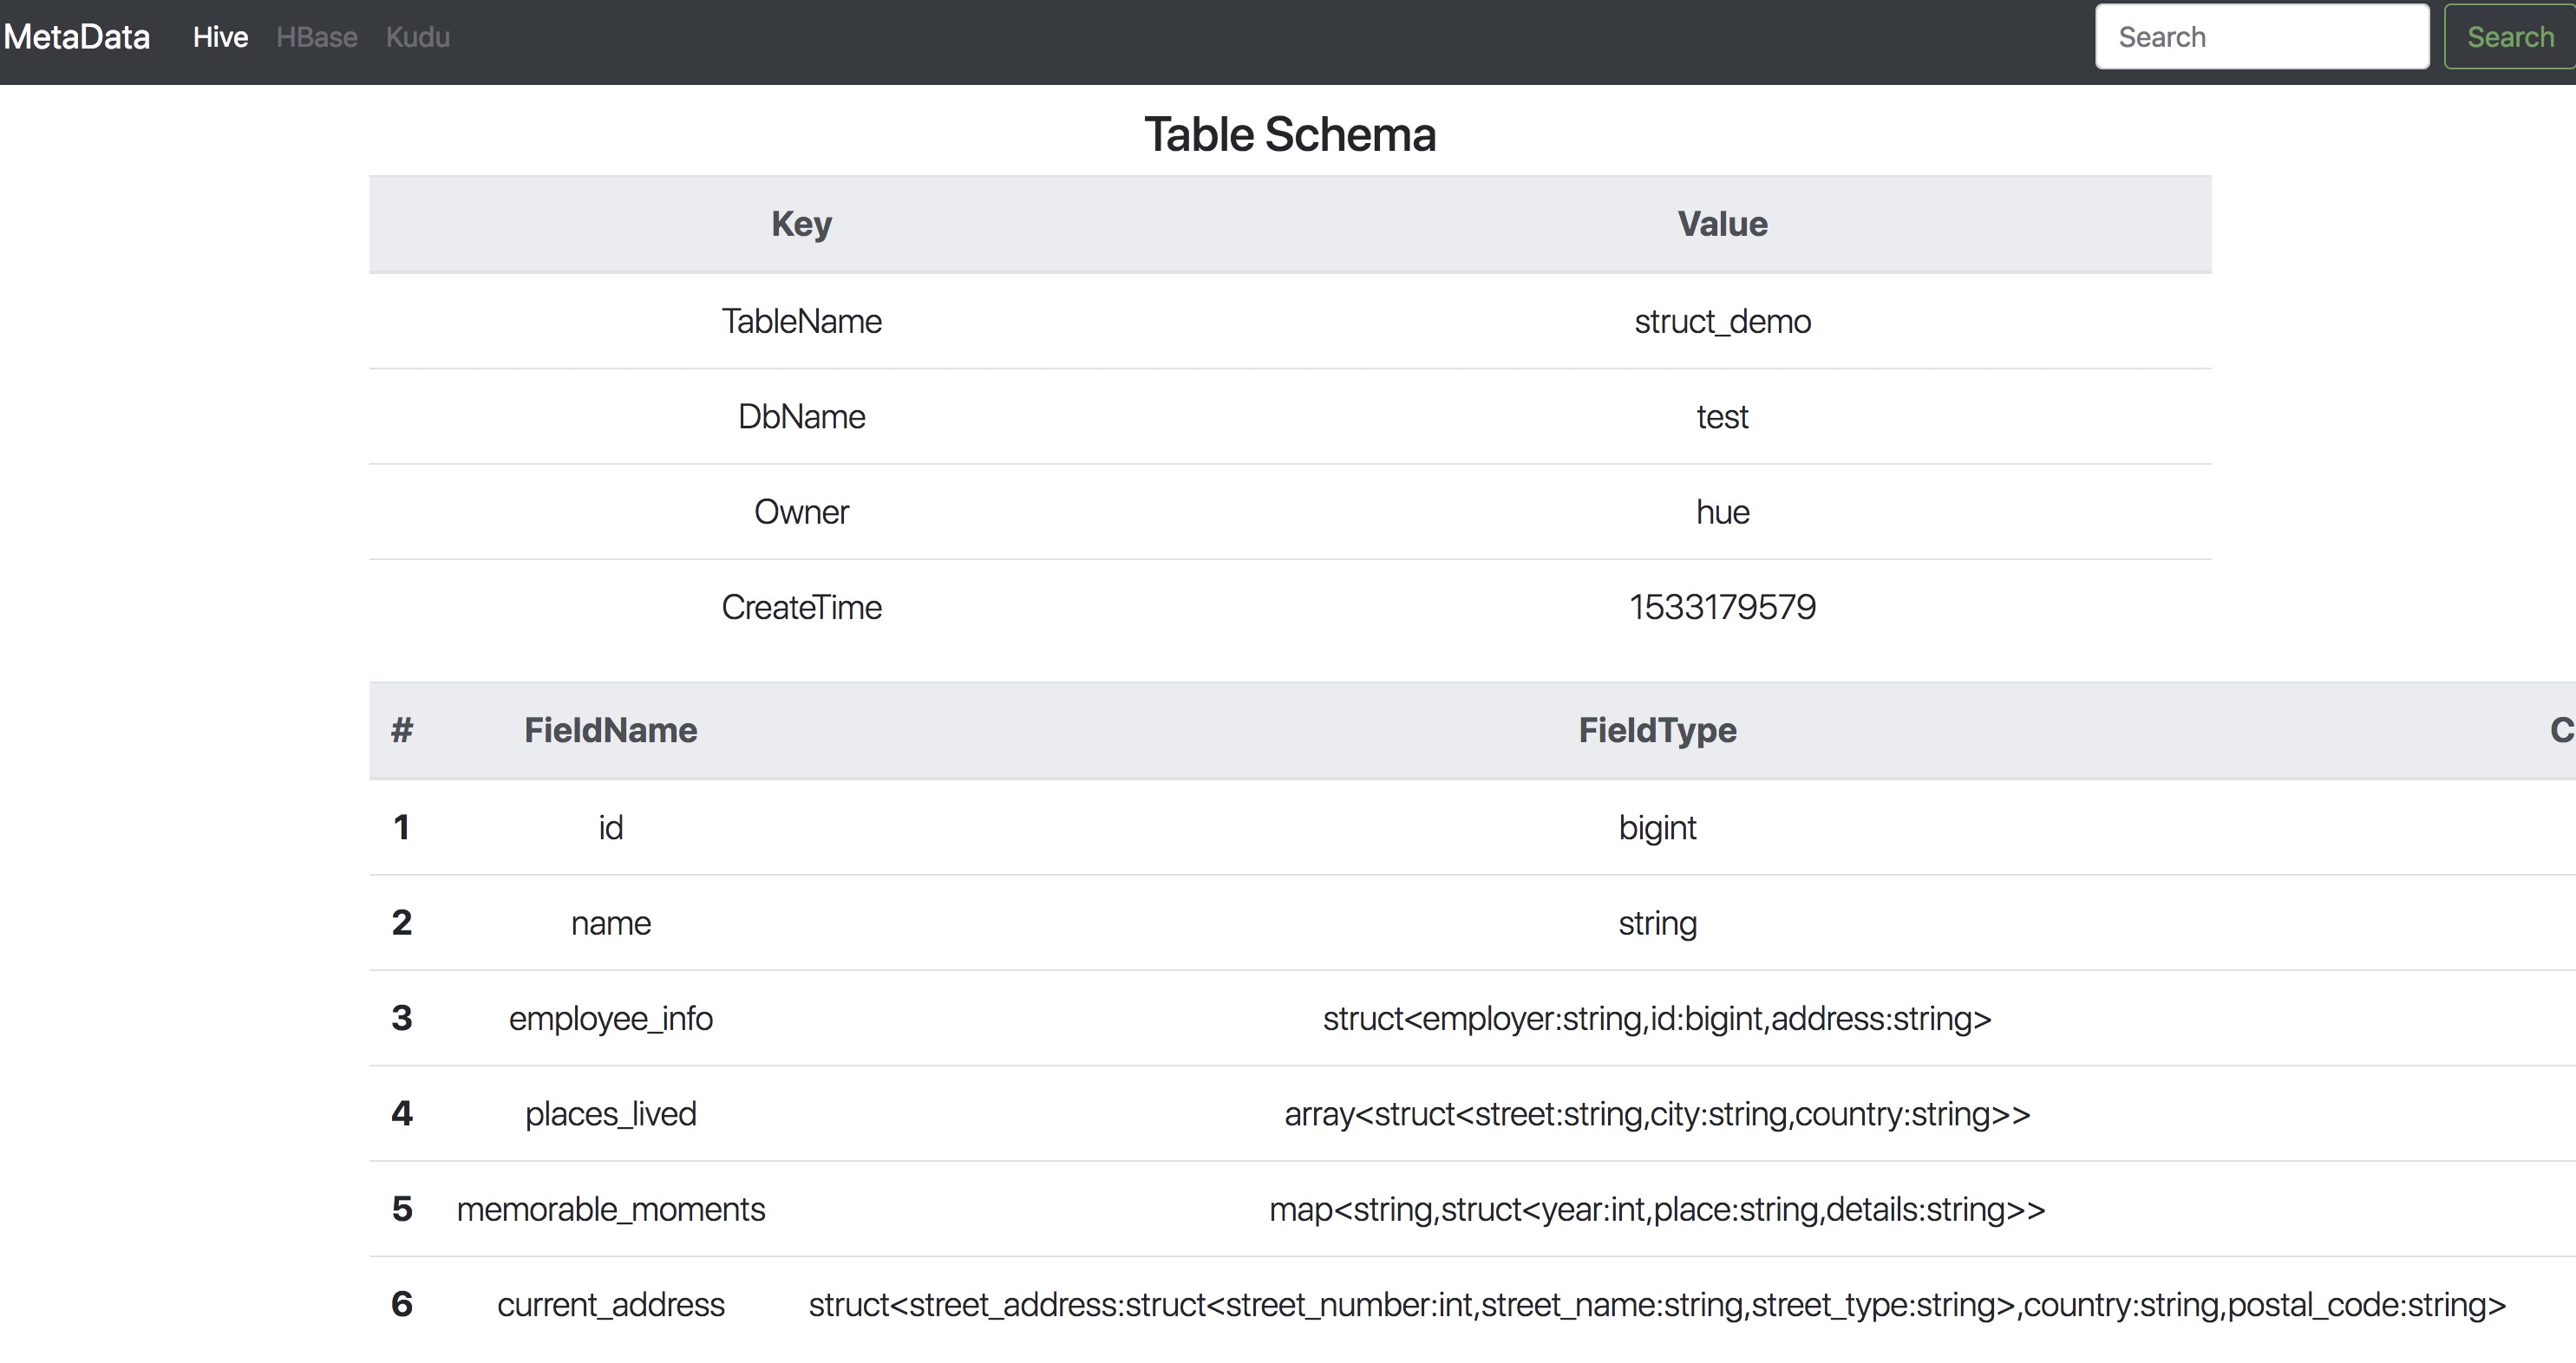 MetaData Hive HBase Kudu Search Search
Table Schema
Key Value
TableName struct_demo
DbName test
Owner hue
CreateTime 1533179579
# FieldName FieldType C
1 id bigint
2 name string
3 employee_info struct<employer:string,id:bigint,address:string>
4 places_lived array<struct<street:string,city:string,country:string>>
5 memorable_moments map<string,struct<year:int,place:string,details:string>>
6 current_address struct<street_address:struct<street_number:int,street_name:string,street_type:string>,country:string,postal_code:string>